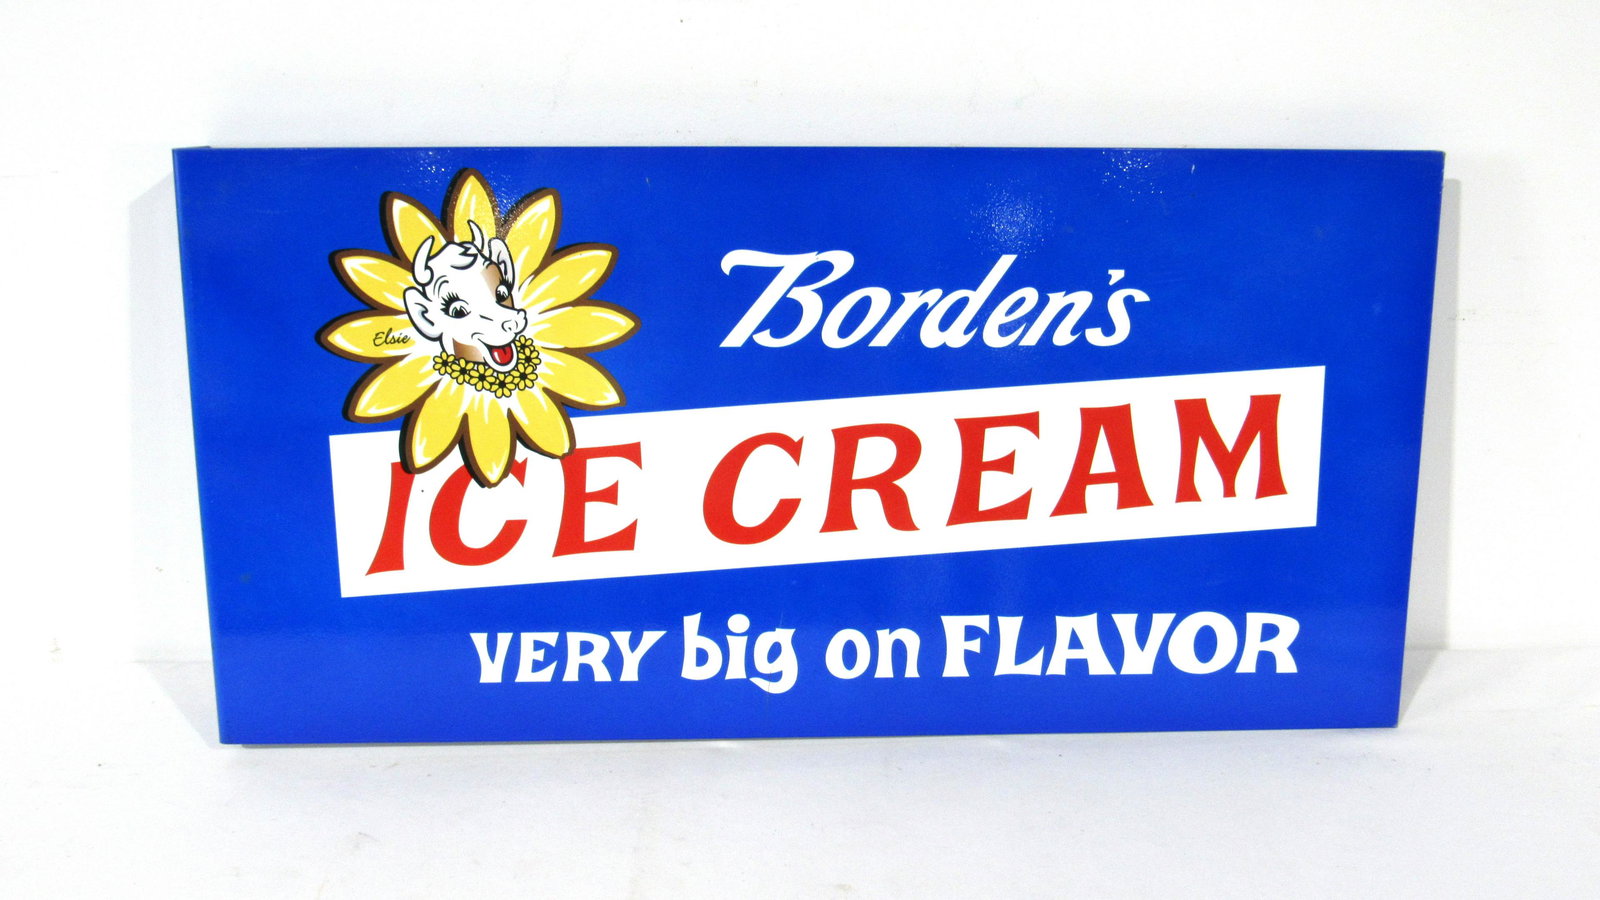 Elsie
Borden's
ICE CREAM
VERY big on FLAVOR